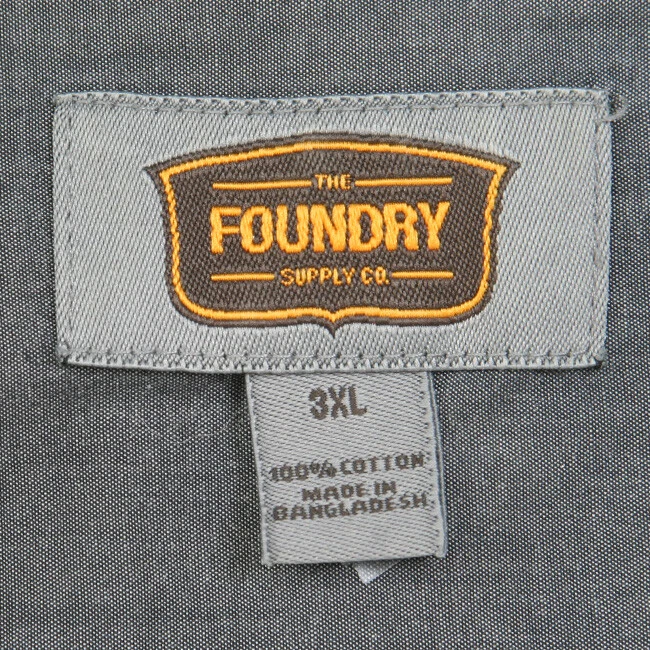 THE
FOUNDRY
SUPPLY CO.
3XL
100% COTTON
MADE IN
BANGLADESH